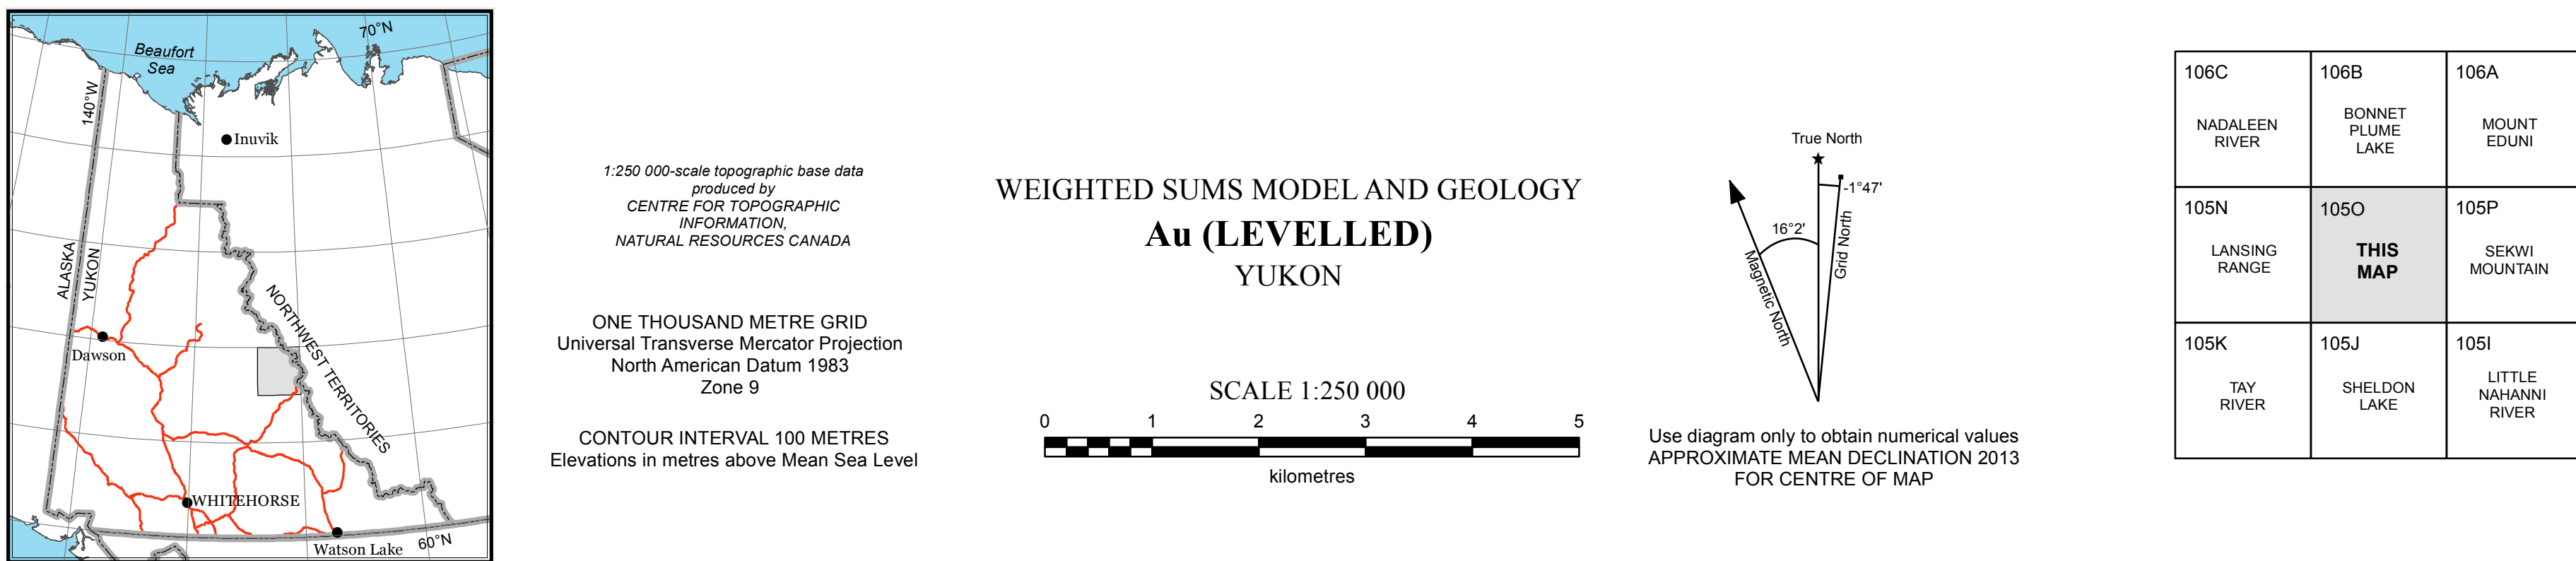 70°N
Beaufort
Sea
140°W
Inuvik
ALASKA
YUKON
NORTHWEST TERRITORIES
Dawson
WHITEHORSE
Watson Lake
60°N
1:250 000-scale topographic base data
produced by
CENTRE FOR TOPOGRAPHIC
INFORMATION,
NATURAL RESOURCES CANADA
ONE THOUSAND METRE GRID
Universal Transverse Mercator Projection
North American Datum 1983
Zone 9
CONTOUR INTERVAL 100 METRES
Elevations in metres above Mean Sea Level
WEIGHTED SUMS MODEL AND GEOLOGY
Au (LEVELLED)
YUKON
SCALE 1:250 000
0 1 2 3 4 5
kilometres
True North
-1°47'
16°2'
Magnetic North
Grid North
Use diagram only to obtain numerical values
APPROXIMATE MEAN DECLINATION 2013
FOR CENTRE OF MAP
106C
NADALEEN
RIVER
106B
BONNET
PLUME
LAKE
106A
MOUNT
EDUNI
105N
LANSING
RANGE
105O
THIS
MAP
105P
SEKWI
MOUNTAIN
105K
TAY
RIVER
105J
SHELDON
LAKE
105I
LITTLE
NAHANNI
RIVER